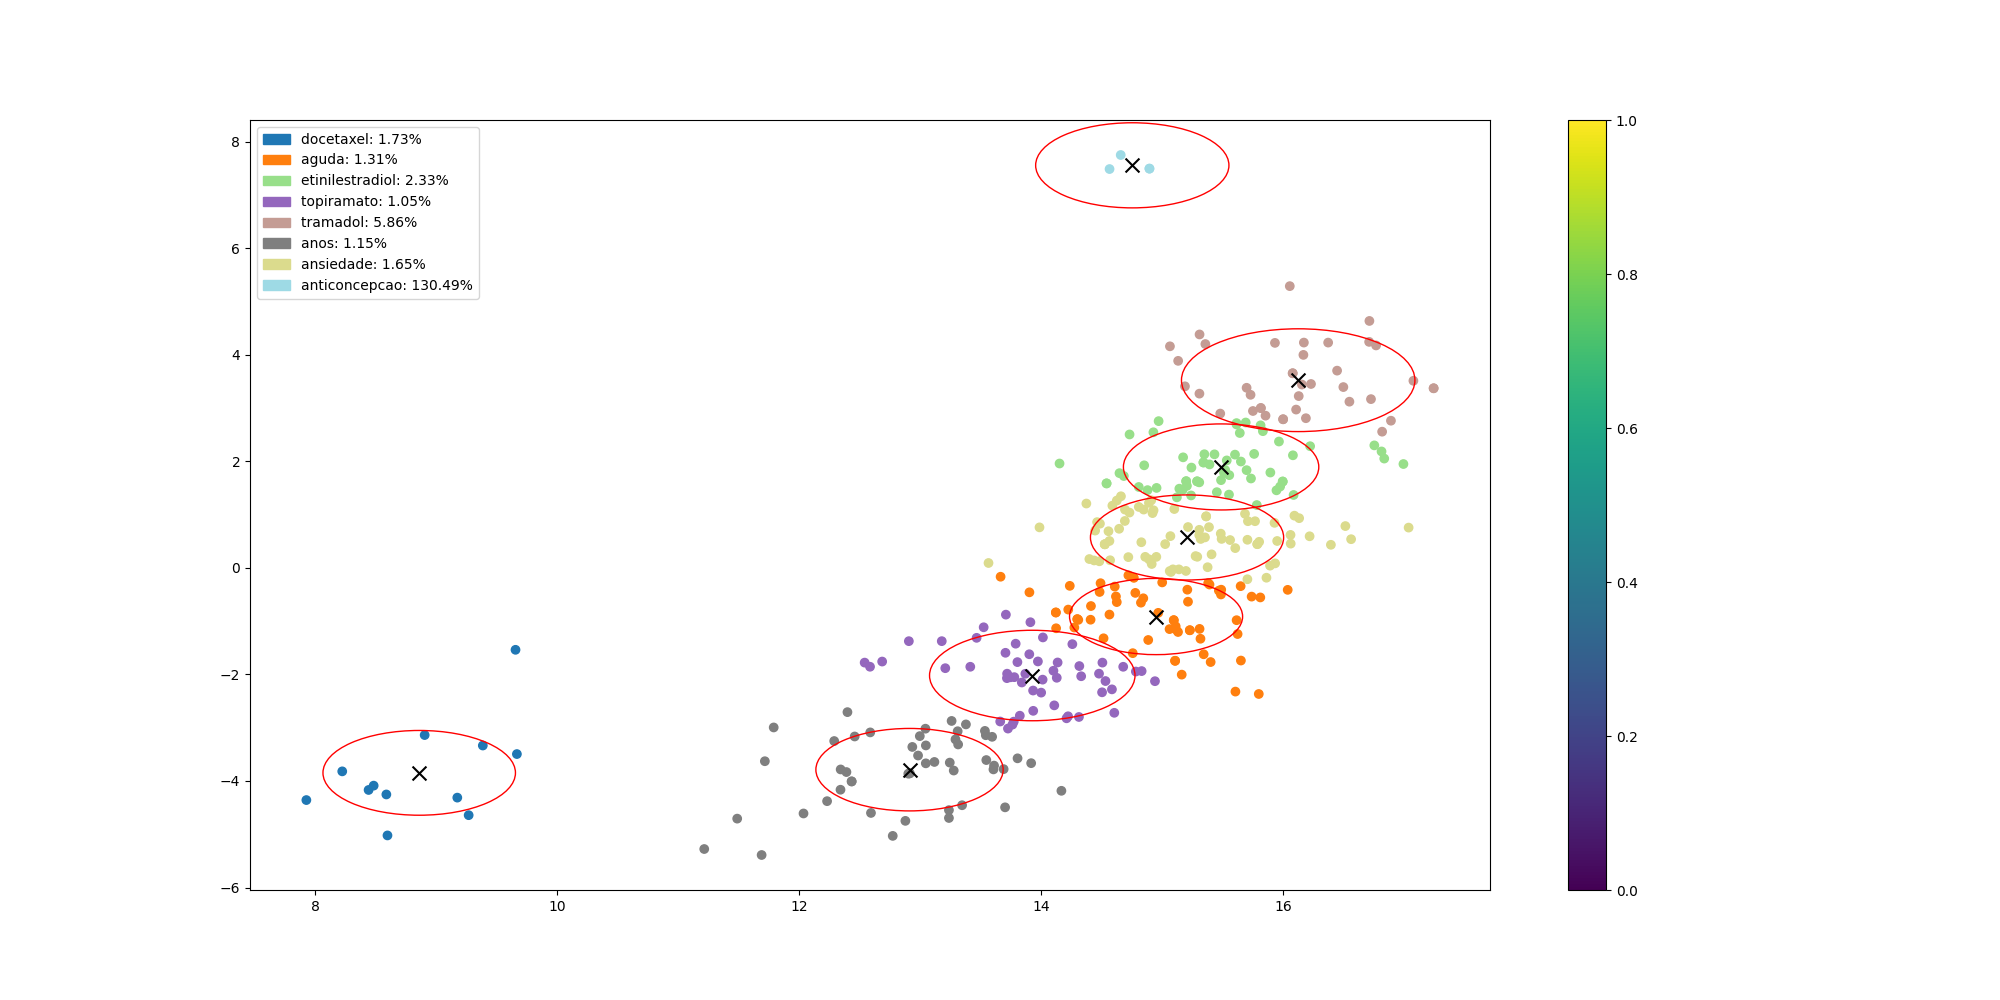 docetaxel: 1.73%
aguda: 1.31%
etinilestradiol: 2.33%
topiramato: 1.05%
tramadol: 5.86%
anos: 1.15%
ansiedade: 1.65%
anticoncepcao: 130.49%
8
6
4
2
0
−2
−4
−6
8
10
12
14
16
1.0
0.8
0.6
0.4
0.2
0.0